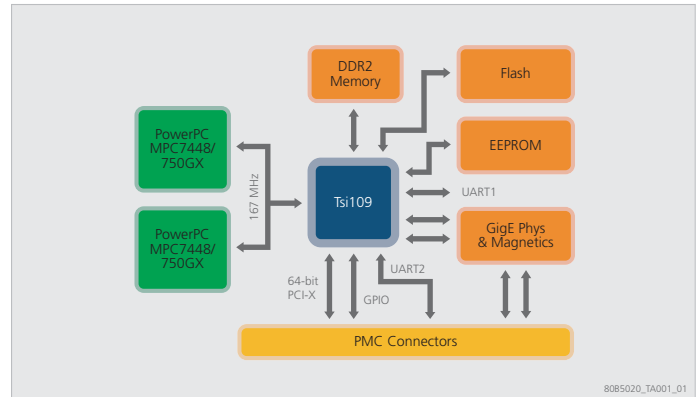 DDR2
Memory
Flash
PowerPC
MPC7448/
750GX
EEPROM
167 MHz
Tsi109
UART1
PowerPC
MPC7448/
750GX
GigE Phys
& Magnetics
64-bit
PCI-X
GPIO
UART2
PMC Connectors
80B5020_TA001_01